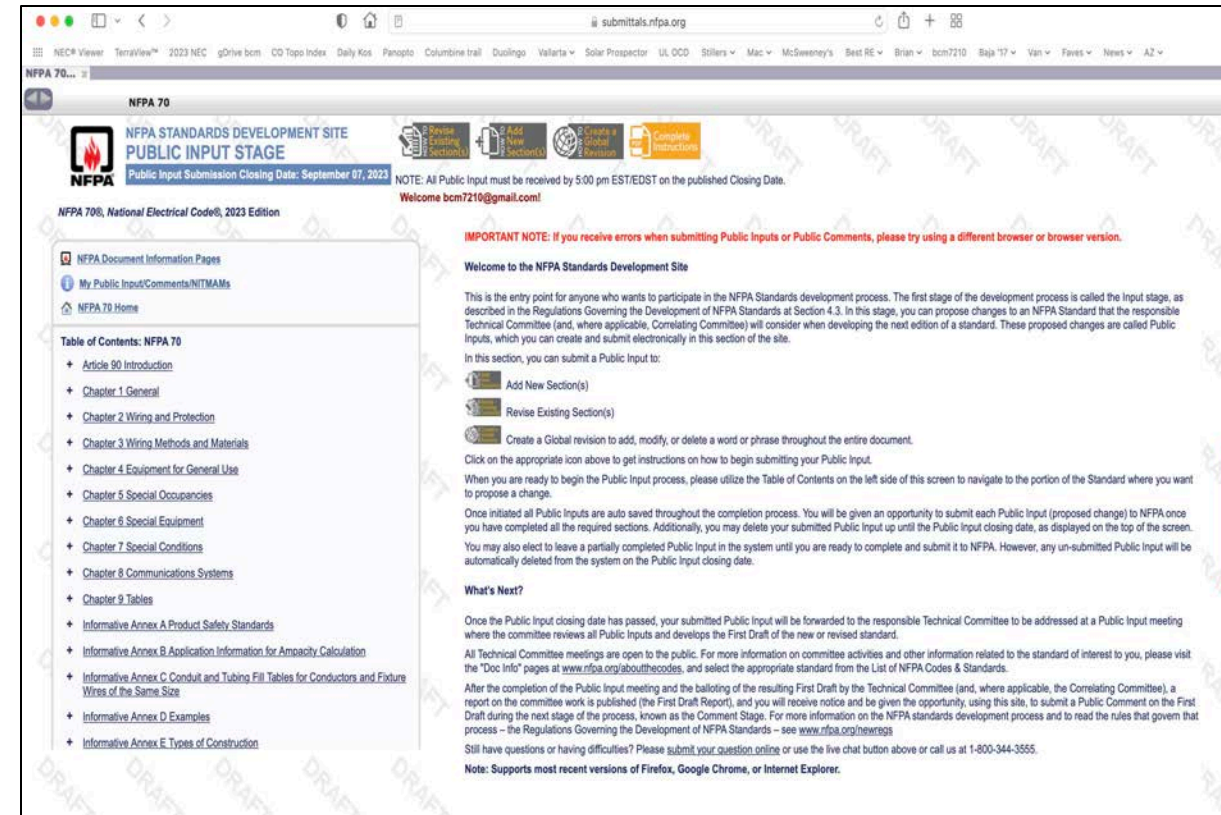 submittals.nfpa.org
NEC® Viewer TerraView™ 2023 NEC gDrive bcm CO Topo Index Daily Kos Panopto Columbine trail Duolingo Vallarta Solar Prospector UL OCD Stillers Mac McSweeney's Best RE Brian bcm7210 Baja '17 Van Faves News AZ
NFPA 70...
NFPA 70
NFPA STANDARDS DEVELOPMENT SITE
PUBLIC INPUT STAGE
Public Input Submission Closing Date: September 07, 2023
NFPA
Revise
Existing
Section(s)
Add
New
Section(s)
Create a
Global
Revision
Complete
Instructions
NOTE: All Public Input must be received by 5:00 pm EST/EDST on the published Closing Date.
Welcome bcm7210@gmail.com!
NFPA 70®, National Electrical Code®, 2023 Edition
NFPA Document Information Pages
My Public Input/Comments/NITMAMs
NFPA 70 Home
Table of Contents: NFPA 70
+ Article 90 Introduction
+ Chapter 1 General
+ Chapter 2 Wiring and Protection
+ Chapter 3 Wiring Methods and Materials
+ Chapter 4 Equipment for General Use
+ Chapter 5 Special Occupancies
+ Chapter 6 Special Equipment
+ Chapter 7 Special Conditions
+ Chapter 8 Communications Systems
+ Chapter 9 Tables
+ Informative Annex A Product Safety Standards
+ Informative Annex B Application Information for Ampacity Calculation
+ Informative Annex C Conduit and Tubing Fill Tables for Conductors and Fixture
Wires of the Same Size
+ Informative Annex D Examples
+ Informative Annex E Types of Construction
IMPORTANT NOTE: If you receive errors when submitting Public Inputs or Public Comments, please try using a different browser or browser version.
Welcome to the NFPA Standards Development Site
This is the entry point for anyone who wants to participate in the NFPA Standards development process. The first stage of the development process is called the Input stage, as
described in the Regulations Governing the Development of NFPA Standards at Section 4.3. In this stage, you can propose changes to an NFPA Standard that the responsible
Technical Committee (and, where applicable, Correlating Committee) will consider when developing the next edition of a standard. These proposed changes are called Public
Inputs, which you can create and submit electronically in this section of the site.
In this section, you can submit a Public Input to:
Add New Section(s)
Revise Existing Section(s)
Create a Global revision to add, modify, or delete a word or phrase throughout the entire document.
Click on the appropriate icon above to get instructions on how to begin submitting your Public Input.
When you are ready to begin the Public Input process, please utilize the Table of Contents on the left side of this screen to navigate to the portion of the Standard where you want
to propose a change.
Once initiated all Public Inputs are auto saved throughout the completion process. You will be given an opportunity to submit each Public Input (proposed change) to NFPA once
you have completed all the required sections. Additionally, you may delete your submitted Public Input up until the Public Input closing date, as displayed on the top of the screen.
You may also elect to leave a partially completed Public Input in the system until you are ready to complete and submit it to NFPA. However, any un-submitted Public Input will be
automatically deleted from the system on the Public Input closing date.
What's Next?
Once the Public Input closing date has passed, your submitted Public Input will be forwarded to the responsible Technical Committee to be addressed at a Public Input meeting
where the committee reviews all Public Inputs and develops the First Draft of the new or revised standard.
All Technical Committee meetings are open to the public. For more information on committee activities and other information related to the standard of interest to you, please visit
the "Doc Info" pages at www.nfpa.org/aboutthecodes, and select the appropriate standard from the List of NFPA Codes & Standards.
After the completion of the Public Input meeting and the balloting of the resulting First Draft by the Technical Committee (and, where applicable, the Correlating Committee), a
report on the committee work is published (the First Draft Report), and you will receive notice and be given the opportunity, using this site, to submit a Public Comment on the First
Draft during the next stage of the process, known as the Comment Stage. For more information on the NFPA standards development process and to read the rules that govern that
process – the Regulations Governing the Development of NFPA Standards – see www.nfpa.org/newregs
Still have questions or having difficulties? Please submit your question online or use the live chat button above or call us at 1-800-344-3555.
Note: Supports most recent versions of Firefox, Google Chrome, or Internet Explorer.